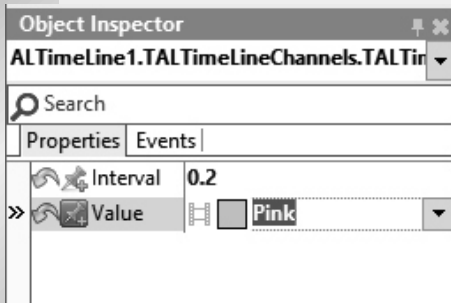 Object Inspector
ALTimeLine1.TALTimeLineChannels.TALTin
Search
Properties Events
Interval 0.2
Value Pink